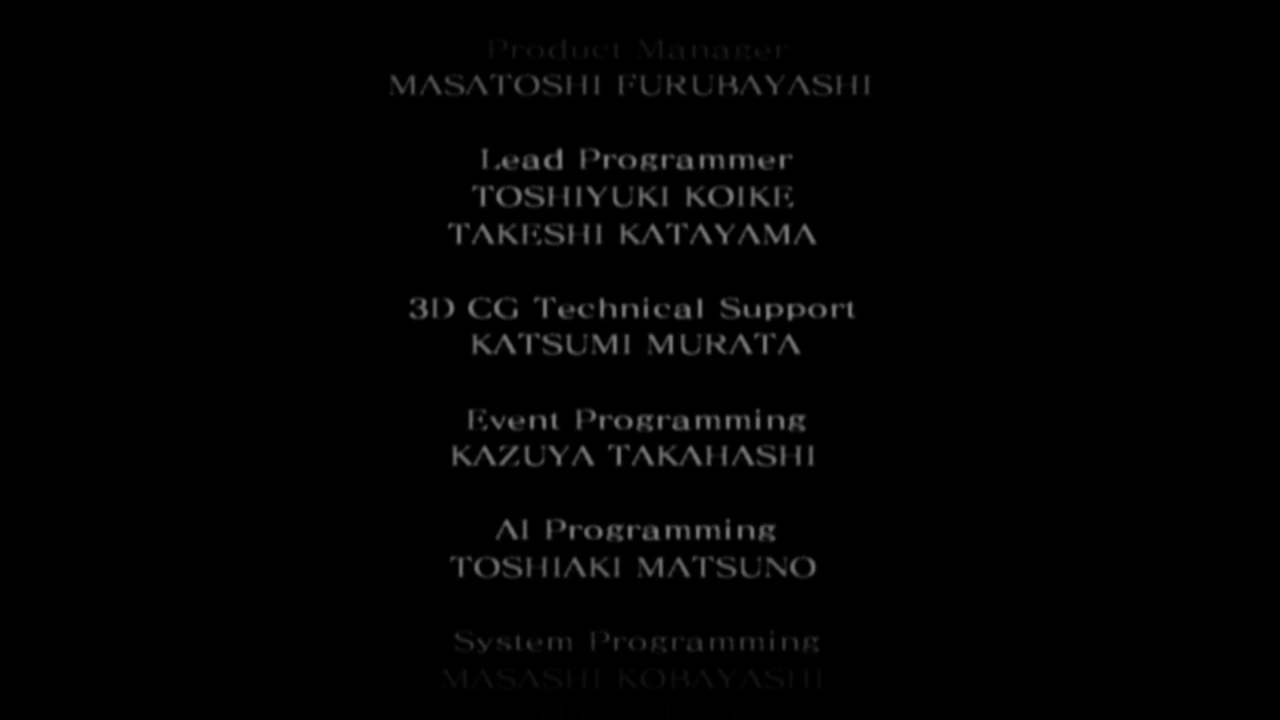 Product Manager
MASATOSHI FURUBAYASHI
Lead Programmer
TOSHIYUKI KOIKE
TAKESHI KATAYAMA
3D CG Technical Support
KATSUMI MURATA
Event Programming
KAZUYA TAKAHASHI
AI Programming
TOSHIAKI MATSUNO
System Programming
MASASHI KOBAYASHI